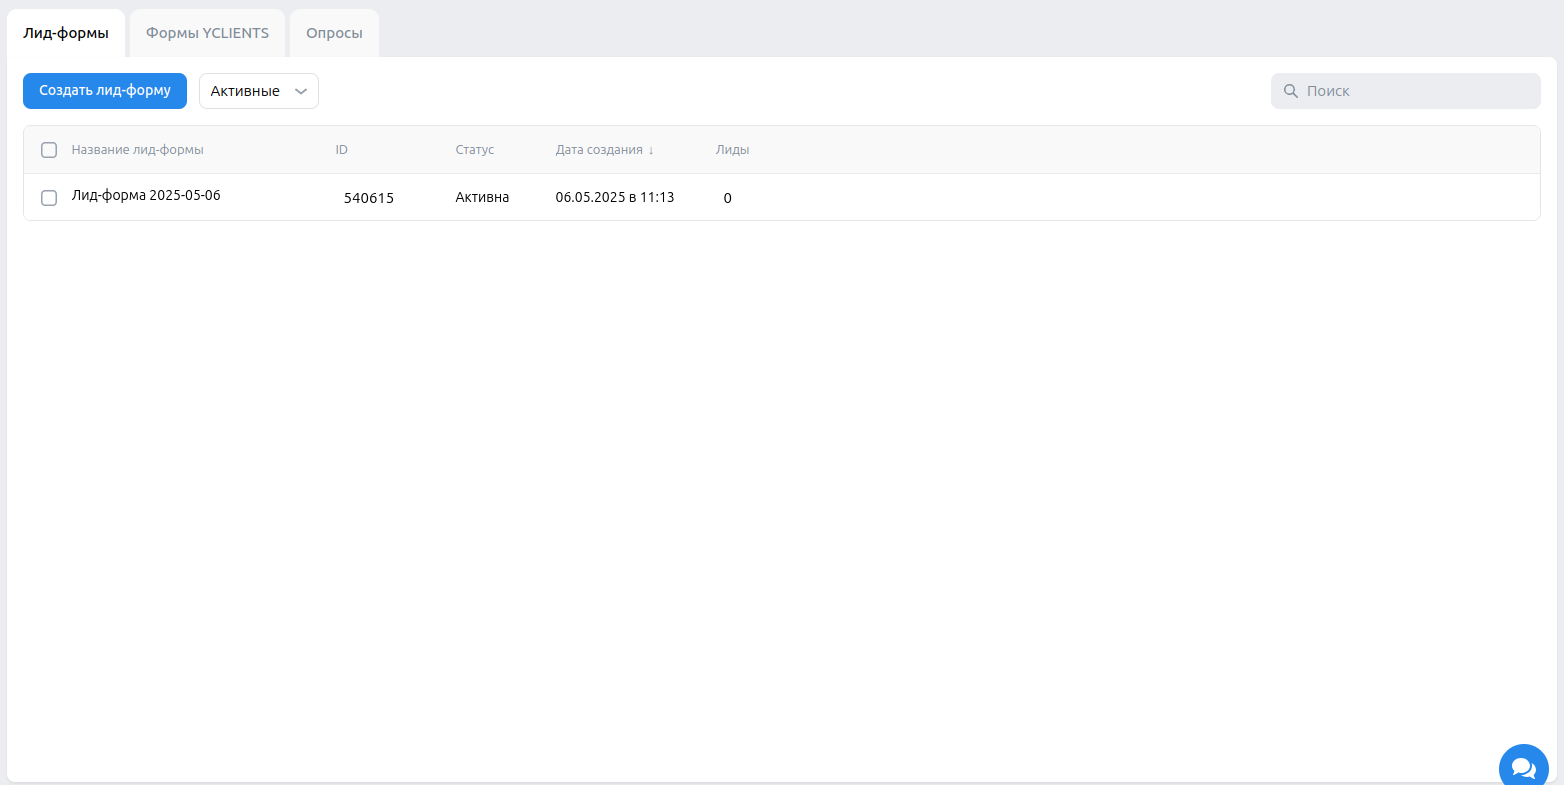 Лид-формы Формы YCLIENTS Опросы
Создать лид-форму Активные Поиск
Название лид-формы ID Статус Дата создания ↓ Лиды
Лид-форма 2025-05-06 540615 Активна 06.05.2025 в 11:13 0